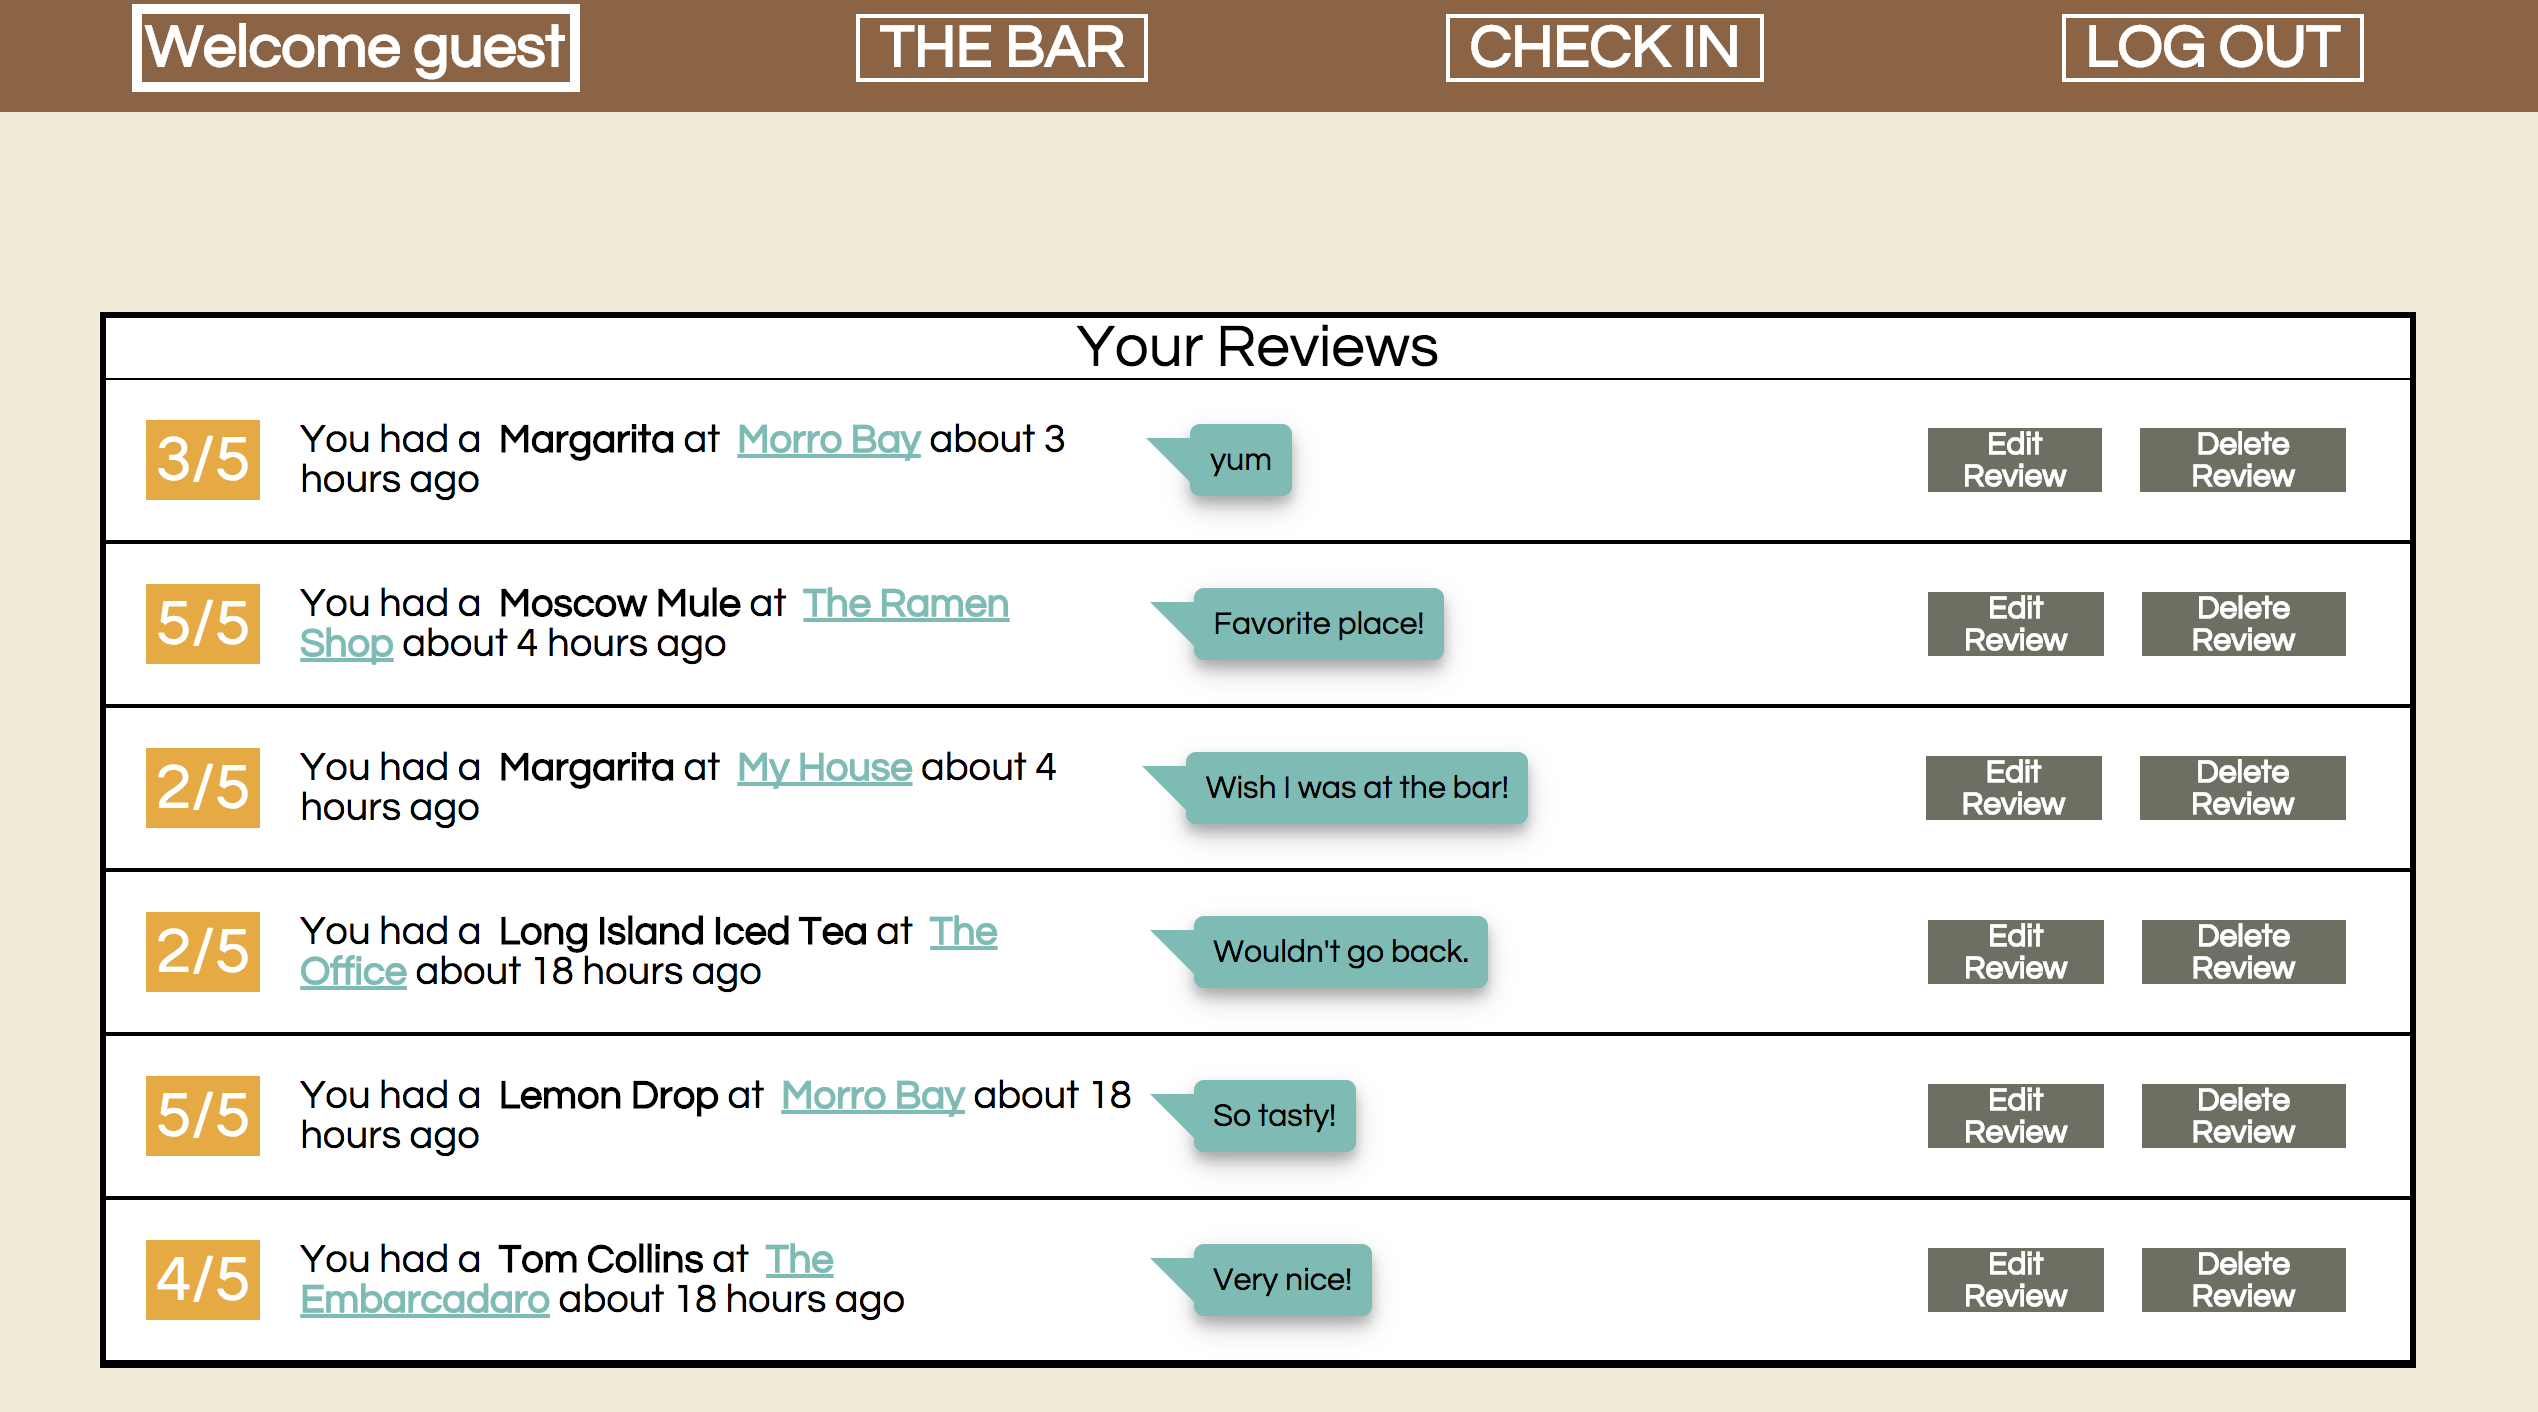 Welcome guest
THE BAR
CHECK IN
LOG OUT
Your Reviews
3/5
You had a Margarita at Morro Bay about 3
hours ago
yum
Edit
Review
Delete
Review
5/5
You had a Moscow Mule at The Ramen
Shop about 4 hours ago
Favorite place!
Edit
Review
Delete
Review
2/5
You had a Margarita at My House about 4
hours ago
Wish I was at the bar!
Edit
Review
Delete
Review
2/5
You had a Long Island Iced Tea at The
Office about 18 hours ago
Wouldn't go back.
Edit
Review
Delete
Review
5/5
You had a Lemon Drop at Morro Bay about 18
hours ago
So tasty!
Edit
Review
Delete
Review
4/5
You had a Tom Collins at The
Embarcadaro about 18 hours ago
Very nice!
Edit
Review
Delete
Review